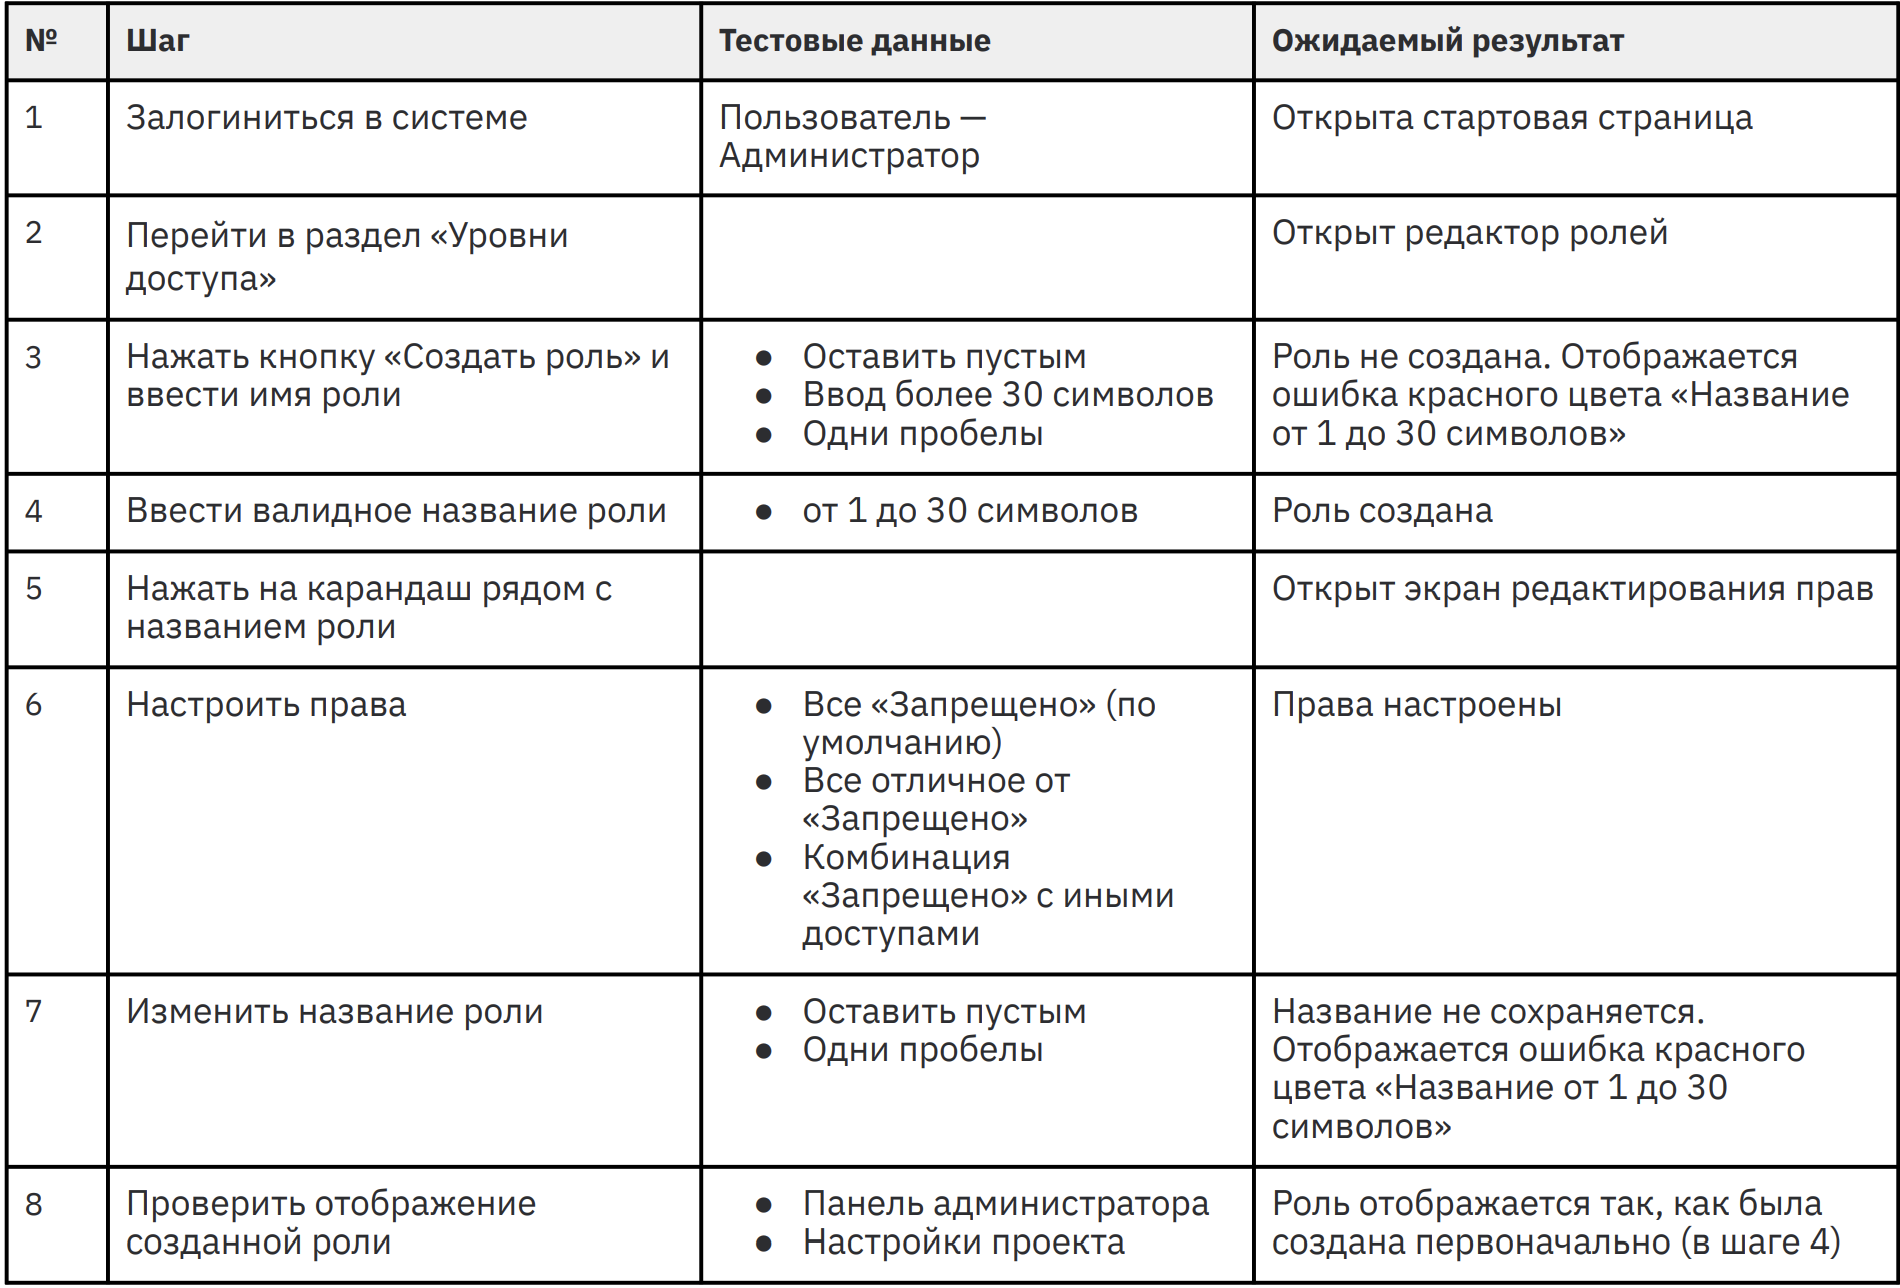 № Шаг Тестовые данные Ожидаемый результат
1 Залогиниться в системе Пользователь — Открыта стартовая страница
Администратор
2 Перейти в раздел «Уровни Открыт редактор ролей
доступа»
3 Нажать кнопку «Создать роль» и ● Оставить пустым Роль не создана. Отображается
ввести имя роли ● Ввод более 30 символов ошибка красного цвета «Название
● Одни пробелы от 1 до 30 символов»
4 Ввести валидное название роли ● от 1 до 30 символов Роль создана
5 Нажать на карандаш рядом с Открыт экран редактирования прав
названием роли
6 Настроить права ● Все «Запрещено» (по Права настроены
умолчанию)
● Все отличное от
«Запрещено»
● Комбинация
«Запрещено» с иными
доступами
7 Изменить название роли ● Оставить пустым Название не сохраняется.
● Одни пробелы Отображается ошибка красного
цвета «Название от 1 до 30
символов»
8 Проверить отображение ● Панель администратора Роль отображается так, как была
созданной роли ● Настройки проекта создана первоначально (в шаге 4)